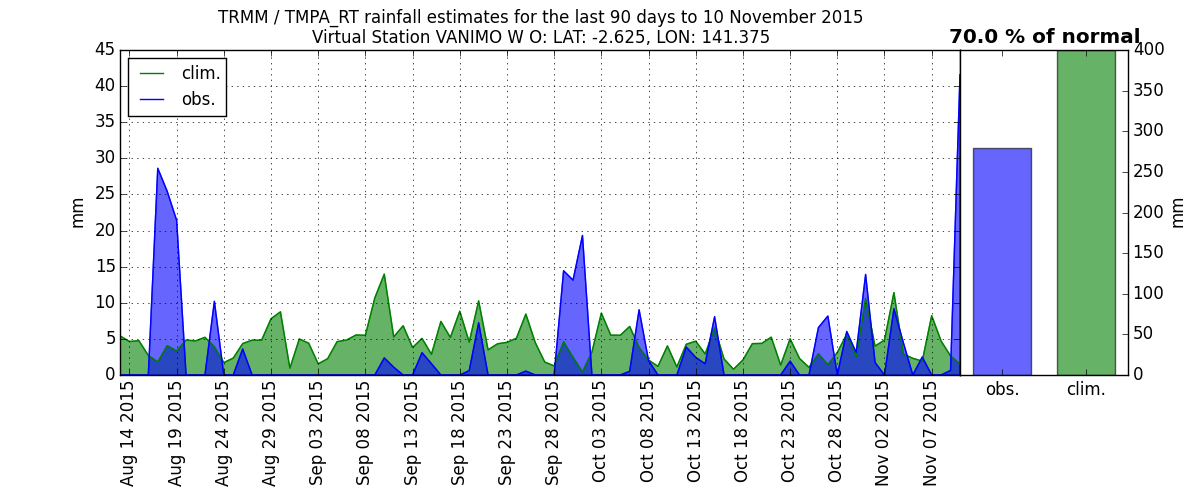 TRMM / TMPA_RT rainfall estimates for the last 90 days to 10 November 2015
Virtual Station VANIMO W O: LAT: -2.625, LON: 141.375
70.0 % of normal
clim.
obs.
45
40
35
30
25
20
15
10
5
0
mm
Aug 14 2015
Aug 19 2015
Aug 24 2015
Aug 29 2015
Sep 03 2015
Sep 08 2015
Sep 13 2015
Sep 18 2015
Sep 23 2015
Sep 28 2015
Oct 03 2015
Oct 08 2015
Oct 13 2015
Oct 18 2015
Oct 23 2015
Oct 28 2015
Nov 02 2015
Nov 07 2015
400
350
300
250
200
150
100
50
0
mm
obs.
clim.